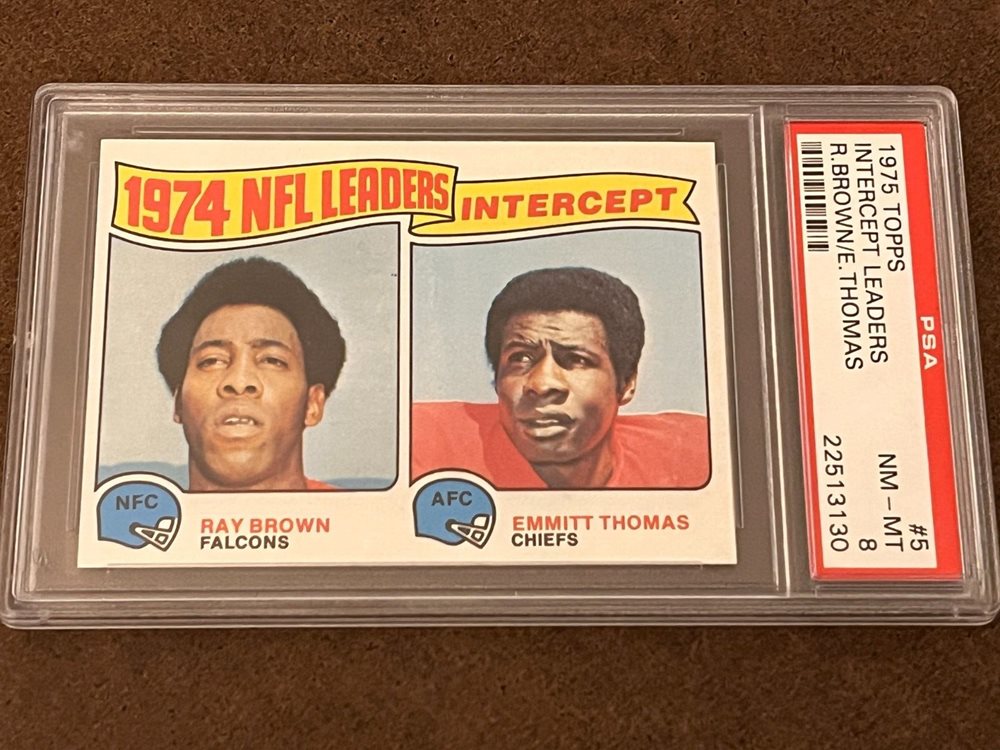 1974 NFL LEADERS INTERCEPT
NFC
RAY BROWN
FALCONS
AFC
EMMITT THOMAS
CHIEFS
1975 TOPPS #5
INTERCEPT LEADERS NM-MT
R.BROWN/E.THOMAS 8
22513130
PSA